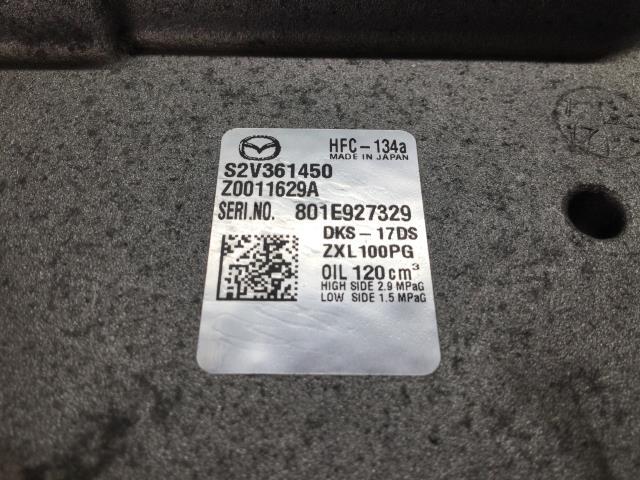 HFC-134a
MADE IN JAPAN
S2V361450
Z0011629A
SERI.NO. 801E927329
DKS-17DS
ZXL100PG
OIL 120 cm³
HIGH SIDE 2.9 MPaG
LOW SIDE 1.5 MPaG